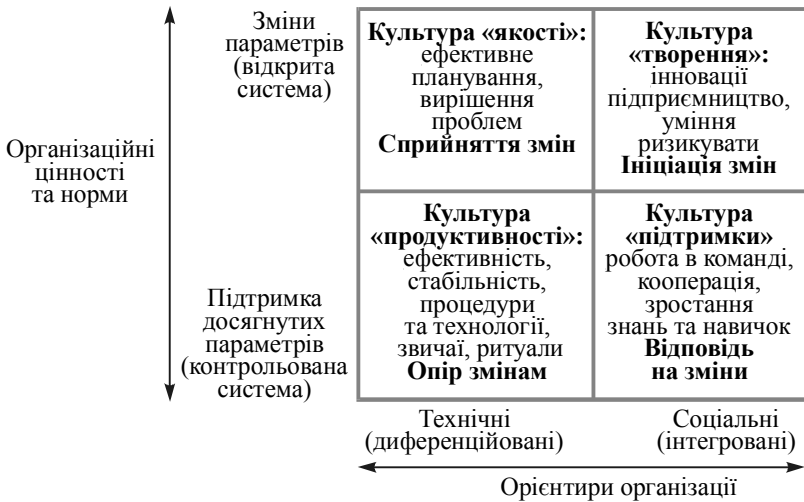 Зміни
параметрів
(відкрита
система)
Культура «якості»:
ефективне
планування,
вирішення
проблем
Сприйняття змін
Культура
«творення»:
інновації
підприємництво,
уміння
ризикувати
Ініціація змін
Організаційні
цінності
та норми
Підтримка
досягнутих
параметрів
(контрольована
система)
Культура
«продуктивності»:
ефективність,
стабільність,
процедури
та технології,
звичаї, ритуали
Опір змінам
Культура
«підтримки»
робота в команді,
кооперація,
зростання
знань та навичок
Відповідь
на зміни
Технічні
(диференційовані)
Соціальні
(інтегровані)
Орієнтири організації